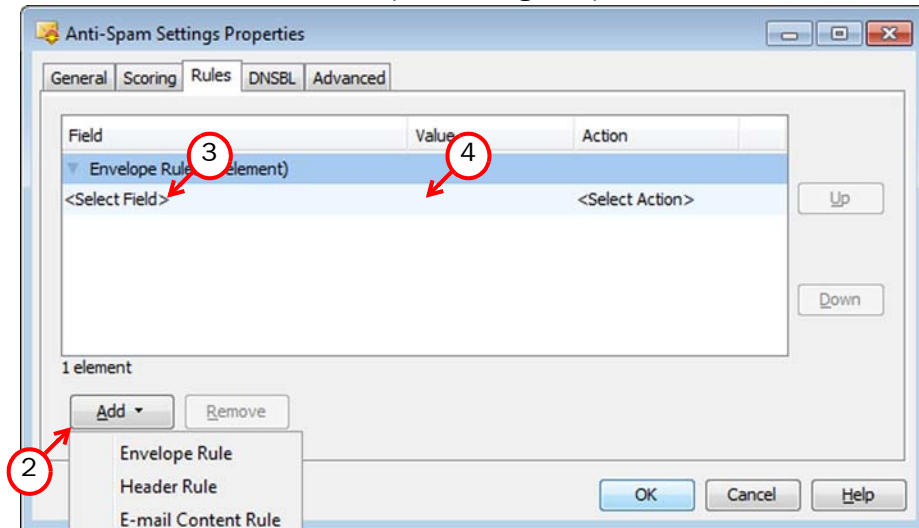 Anti-Spam Settings Properties
General Scoring Rules DNSBL Advanced
Field Value Action
3 4
Envelope Rule element)
<Select Field> <Select Action> Up
Down
1 element
Add Remove
2
Envelope Rule
Header Rule
OK Cancel Help
E-mail Content Rule